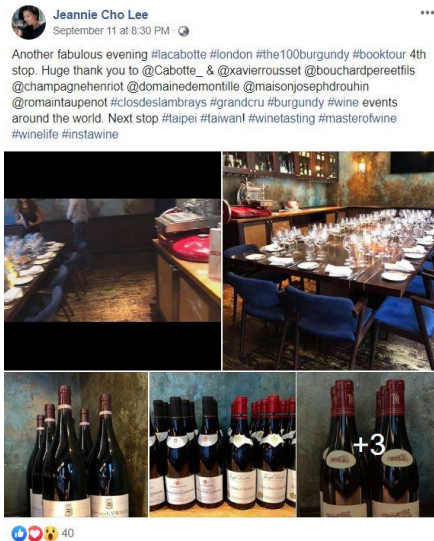 Jeannie Cho Lee
September 11 at 8:30 PM ·
Another fabulous evening #lacabotte #london #the100burgundy #booktour 4th
stop. Huge thank you to @Cabotte_ & @xavierrousset @bouchardpereetfils
@champagnehenriot @domainedemontille @maisonjosephdrouhin
@romaintaupenot #closdeslambrays #grandcru #burgundy #wine events
around the world. Next stop #taipei #taiwan! #winetasting #masterofwine
#winelife #instawine
+3
40